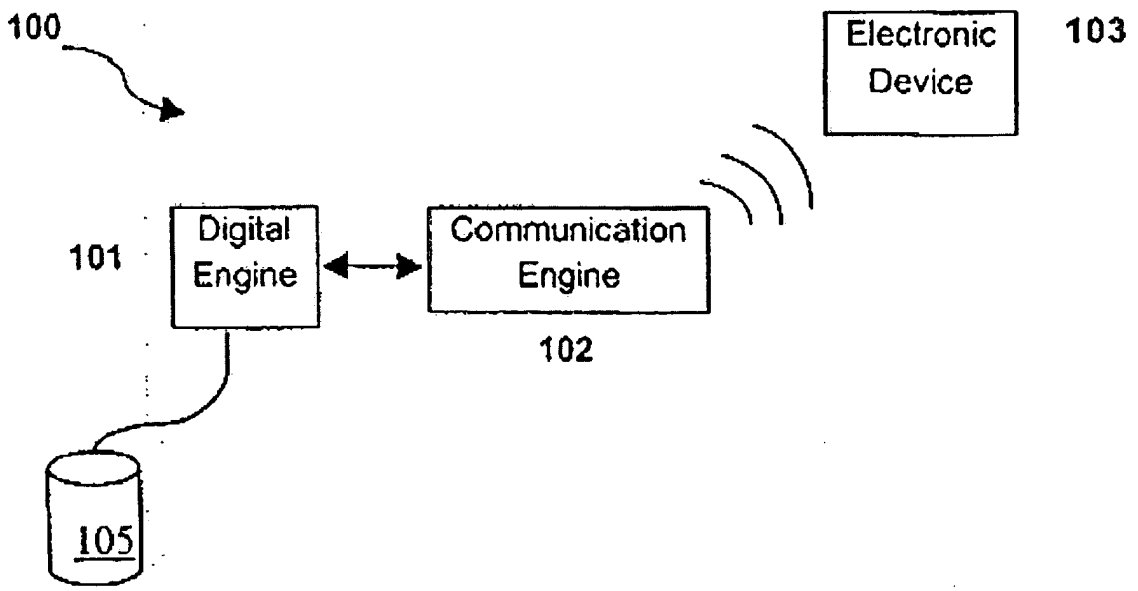 100
Electronic
Device
103
101
Digital
Engine
Communication
Engine
102
105